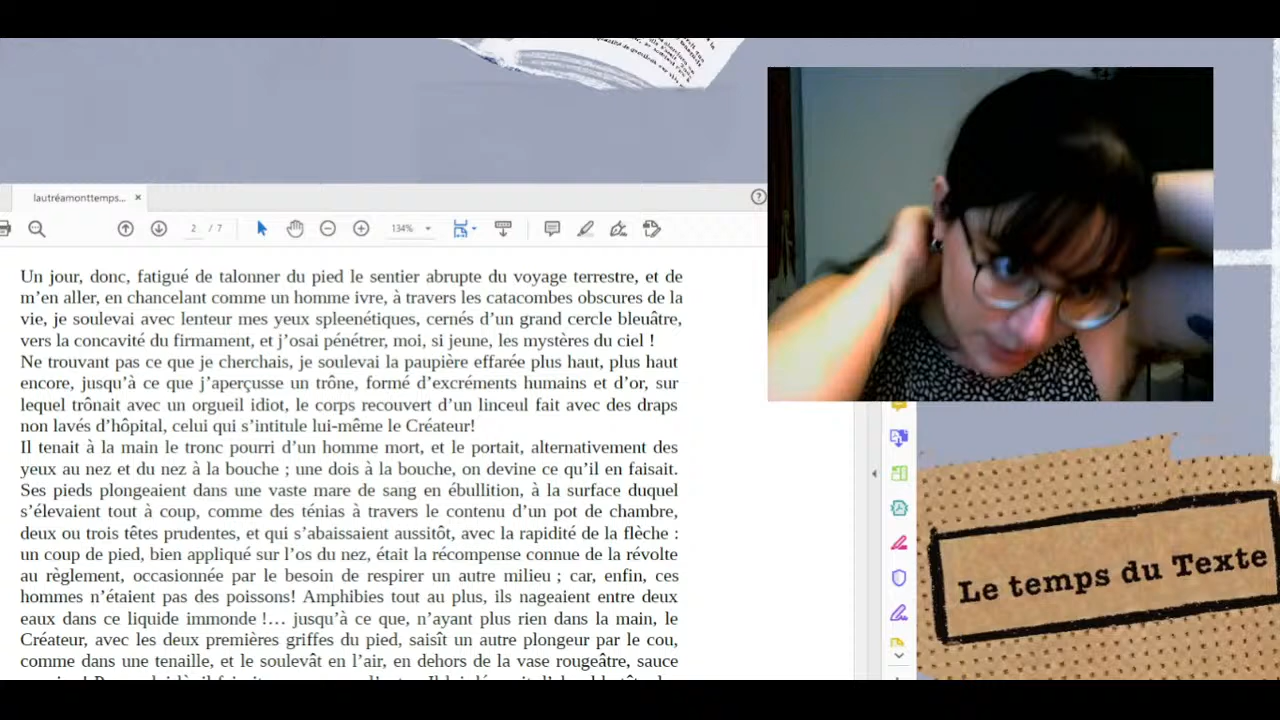 lautréamonttemps...
2 / 7
134%
Un jour, donc, fatigué de talonner du pied le sentier abrupte du voyage terrestre, et de
m’en aller, en chancelant comme un homme ivre, à travers les catacombes obscures de la
vie, je soulevai avec lenteur mes yeux spleenétiques, cernés d’un grand cercle bleuâtre,
vers la concavité du firmament, et j’osai pénétrer, moi, si jeune, les mystères du ciel !
Ne trouvant pas ce que je cherchais, je soulevai la paupière effarée plus haut, plus haut
encore, jusqu’à ce que j’aperçusse un trône, formé d’excréments humains et d’or, sur
lequel trônait avec un orgueil idiot, le corps recouvert d’un linceul fait avec des draps
non lavés d’hôpital, celui qui s’intitule lui-même le Créateur!
Il tenait à la main le tronc pourri d’un homme mort, et le portait, alternativement des
yeux au nez et du nez à la bouche ; une dois à la bouche, on devine ce qu’il en faisait.
Ses pieds plongeaient dans une vaste mare de sang en ébullition, à la surface duquel
s’élevaient tout à coup, comme des ténias à travers le contenu d’un pot de chambre,
deux ou trois têtes prudentes, et qui s’abaissaient aussitôt, avec la rapidité de la flèche :
un coup de pied, bien appliqué sur l’os du nez, était la récompense connue de la révolte
au règlement, occasionnée par le besoin de respirer un autre milieu ; car, enfin, ces
hommes n’étaient pas des poissons! Amphibies tout au plus, ils nageaient entre deux
eaux dans ce liquide immonde !… jusqu’à ce que, n’ayant plus rien dans la main, le
Créateur, avec les deux premières griffes du pied, saisît un autre plongeur par le cou,
comme dans une tenaille, et le soulevât en l’air, en dehors de la vase rougeâtre, sauce
Le temps du Texte